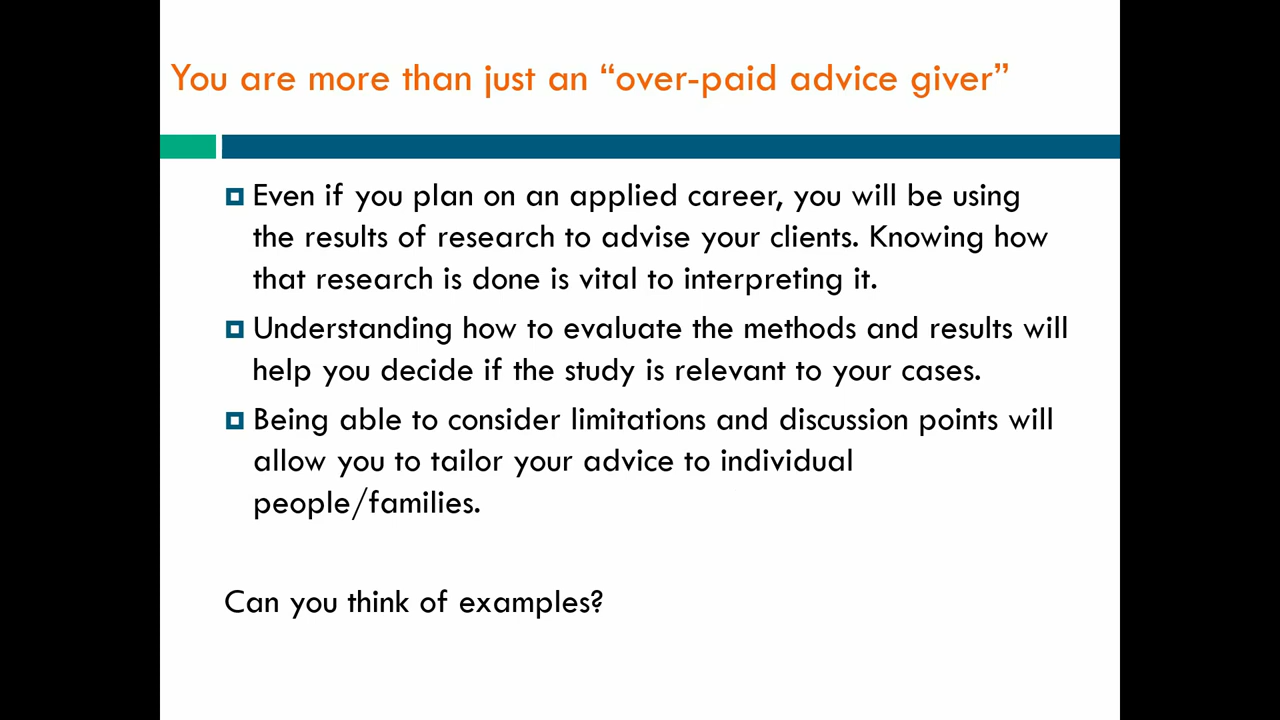 You are more than just an “over-paid advice giver”
Even if you plan on an applied career, you will be using
the results of research to advise your clients. Knowing how
that research is done is vital to interpreting it.
Understanding how to evaluate the methods and results will
help you decide if the study is relevant to your cases.
Being able to consider limitations and discussion points will
allow you to tailor your advice to individual
people/families.
Can you think of examples?